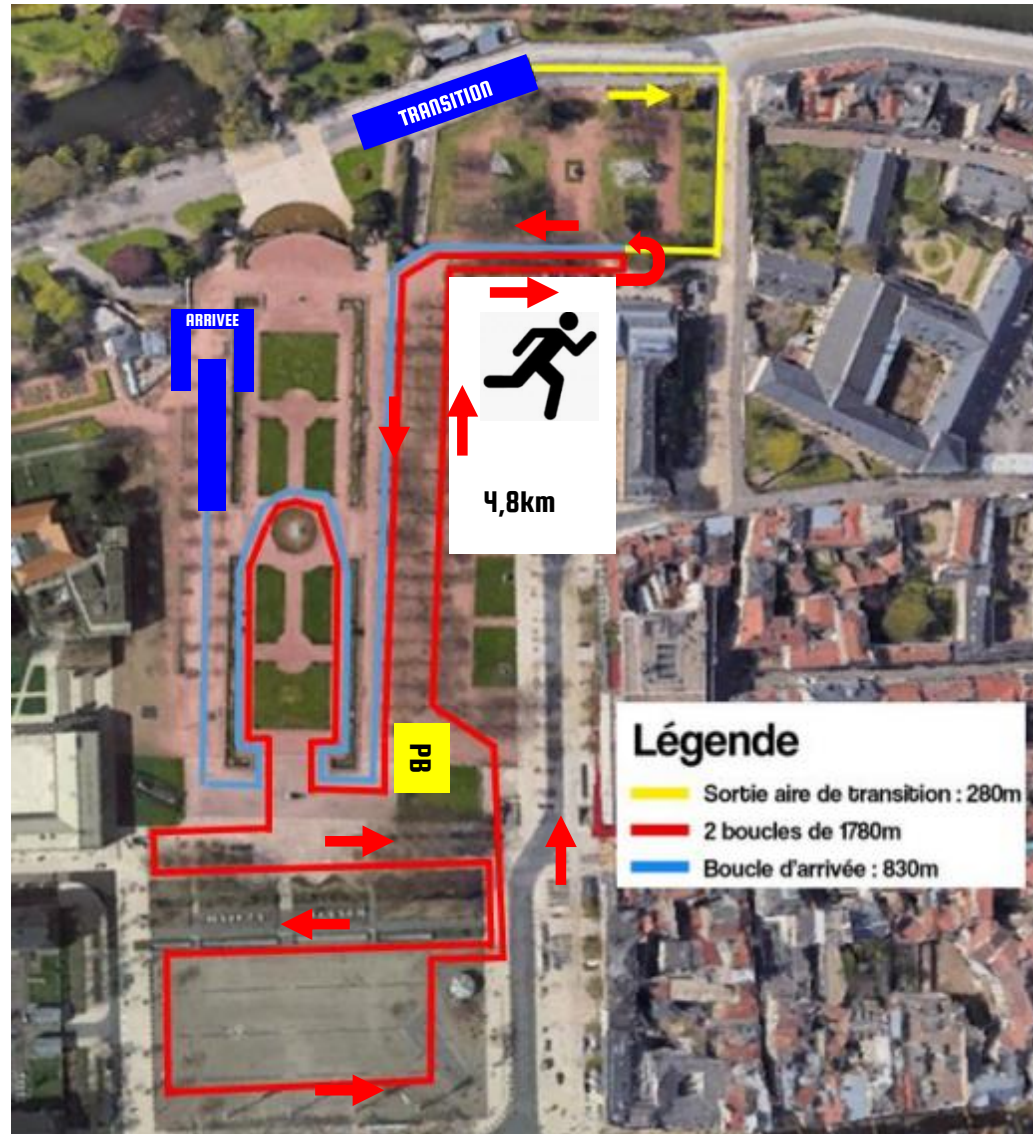 TRANSITION
ARRIVEE
4,8km
PB
Légende
Sortie aire de transition : 280m
2 boucles de 1780m
Boucle d'arrivée : 830m